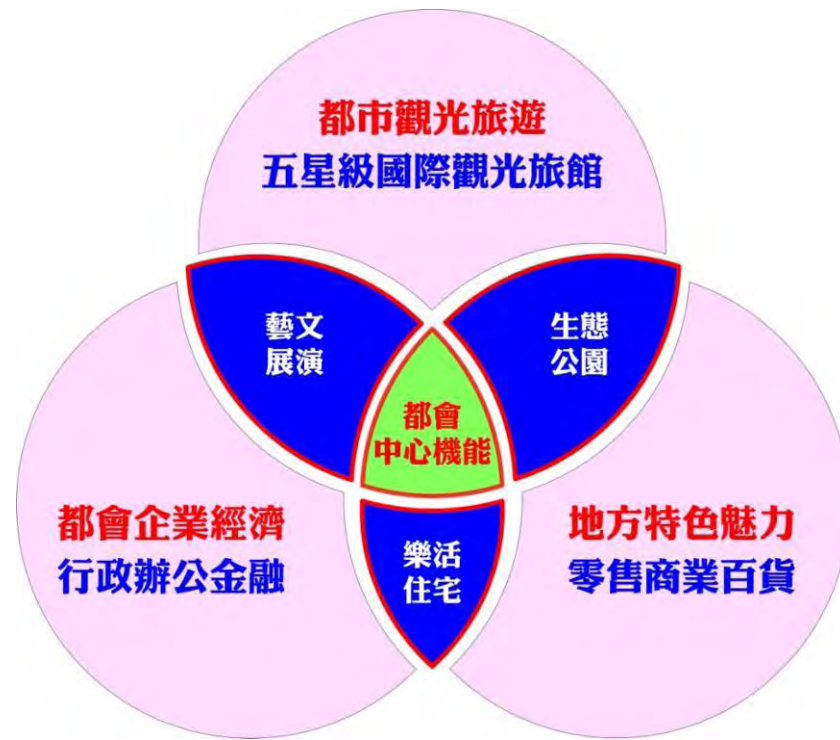 都市觀光旅遊
五星級國際觀光旅館
藝文
展演
生態
公園
都會
中心機能
都會企業經濟
行政辦公金融
地方特色魅力
零售商業百貨
樂活
住宅